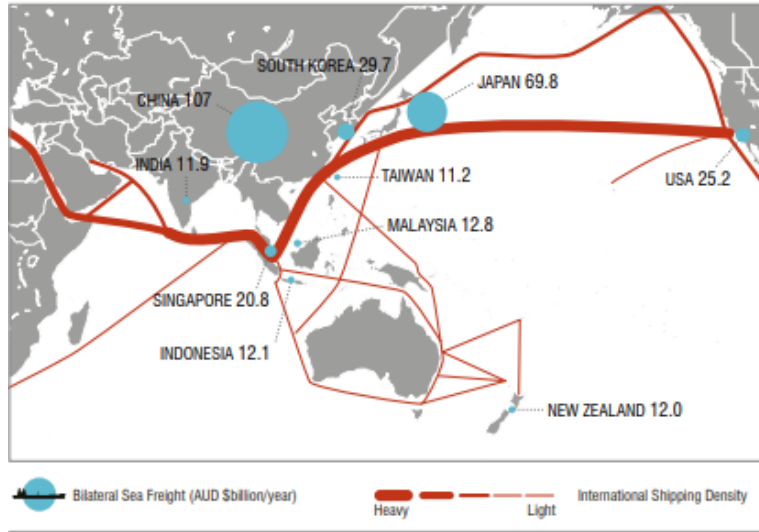 SOUTH KOREA 29.7
CHINA 107
JAPAN 69.8
INDIA 11.9
TAIWAN 11.2
USA 25.2
MALAYSIA 12.8
SINGAPORE 20.8
INDONESIA 12.1
NEW ZEALAND 12.0
Bilateral Sea Freight (AUD $billion/year)
Heavy
Light
International Shipping Density